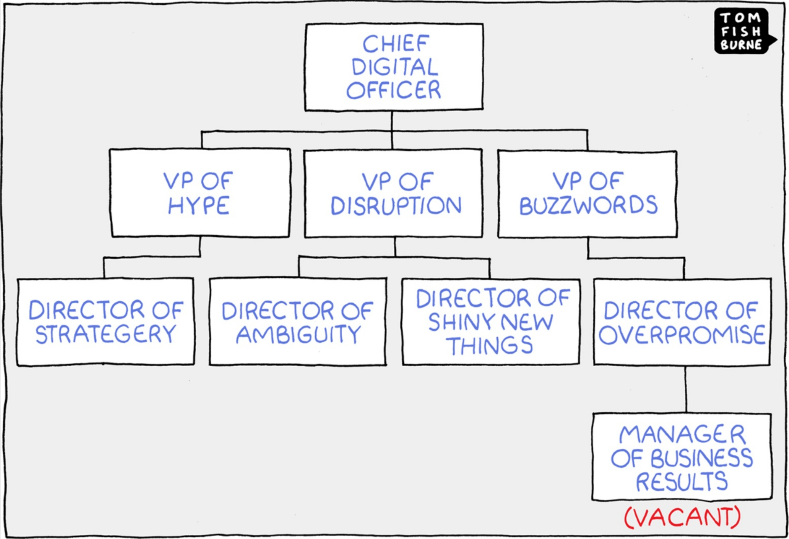 TOM
FISH
BURNE
CHIEF
DIGITAL
OFFICER
VP OF
HYPE
VP OF
DISRUPTION
VP OF
BUZZWORDS
DIRECTOR OF
STRATEGERY
DIRECTOR OF
AMBIGUITY
DIRECTOR OF
SHINY NEW
THINGS
DIRECTOR OF
OVERPROMISE
MANAGER
OF BUSINESS
RESULTS
(VACANT)